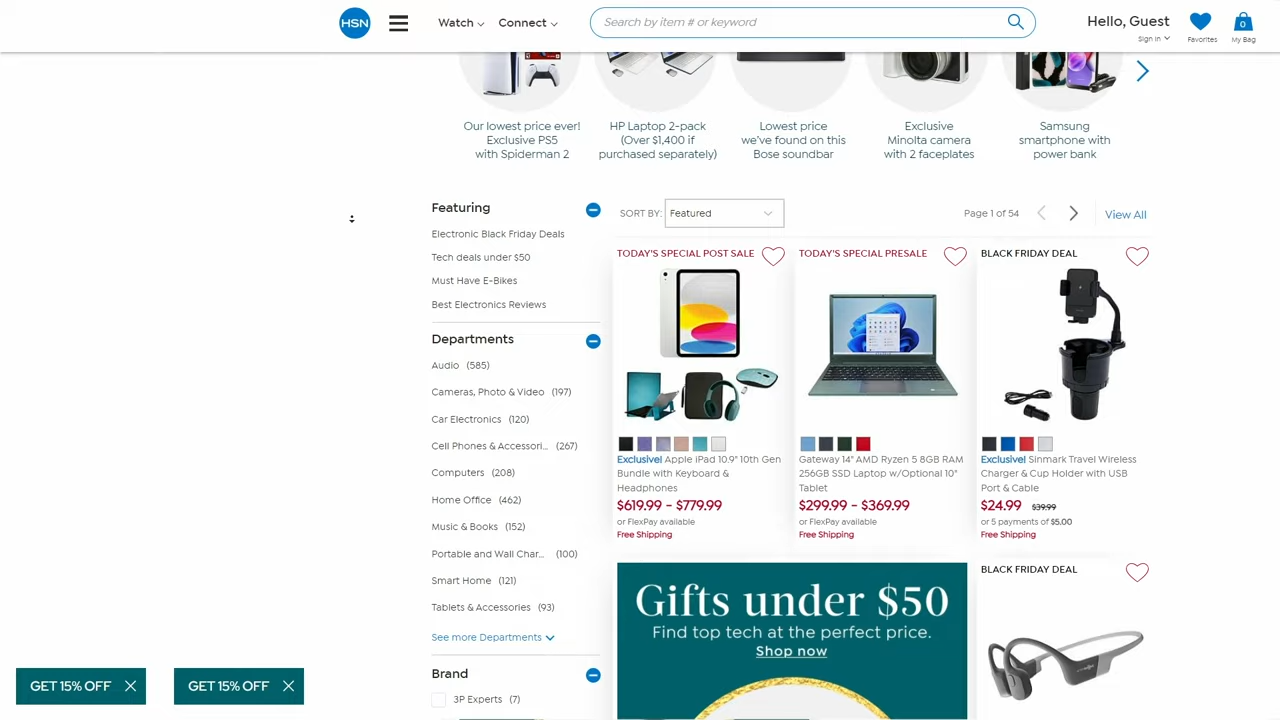 HSN
Watch
Connect
Search by item # or keyword
Hello, Guest
Sign In
Favorites
0
My Bag
Our lowest price ever!
Exclusive PS5
with Spiderman 2
HP Laptop 2-pack
(Over $1,400 if
purchased separately)
Lowest price
we've found on this
Bose soundbar
Exclusive
Minolta camera
with 2 faceplates
Samsung
smartphone with
power bank
Featuring
Electronic Black Friday Deals
Tech deals under $50
Must Have E-Bikes
Best Electronics Reviews
Departments
Audio (585)
Cameras, Photo & Video (197)
Car Electronics (120)
Cell Phones & Accessori... (267)
Computers (208)
Home Office (462)
Music & Books (152)
Portable and Wall Char... (100)
Smart Home (121)
Tablets & Accessories (93)
See more Departments
Brand
3P Experts (7)
SORT BY: Featured
Page 1 of 54
View All
TODAY'S SPECIAL POST SALE
Exclusive! Apple iPad 10.9" 10th Gen
Bundle with Keyboard &
Headphones
$619.99 - $779.99
or FlexPay available
Free Shipping
TODAY'S SPECIAL PRESALE
Gateway 14" AMD Ryzen 5 8GB RAM
256GB SSD Laptop w/Optional 10"
Tablet
$299.99 - $369.99
or FlexPay available
Free Shipping
BLACK FRIDAY DEAL
Exclusive! Sinmark Travel Wireless
Charger & Cup Holder with USB
Port & Cable
$24.99 $39.99
or 5 payments of $5.00
Free Shipping
Gifts under $50
Find top tech at the perfect price.
Shop now
BLACK FRIDAY DEAL
GET 15% OFF
GET 15% OFF